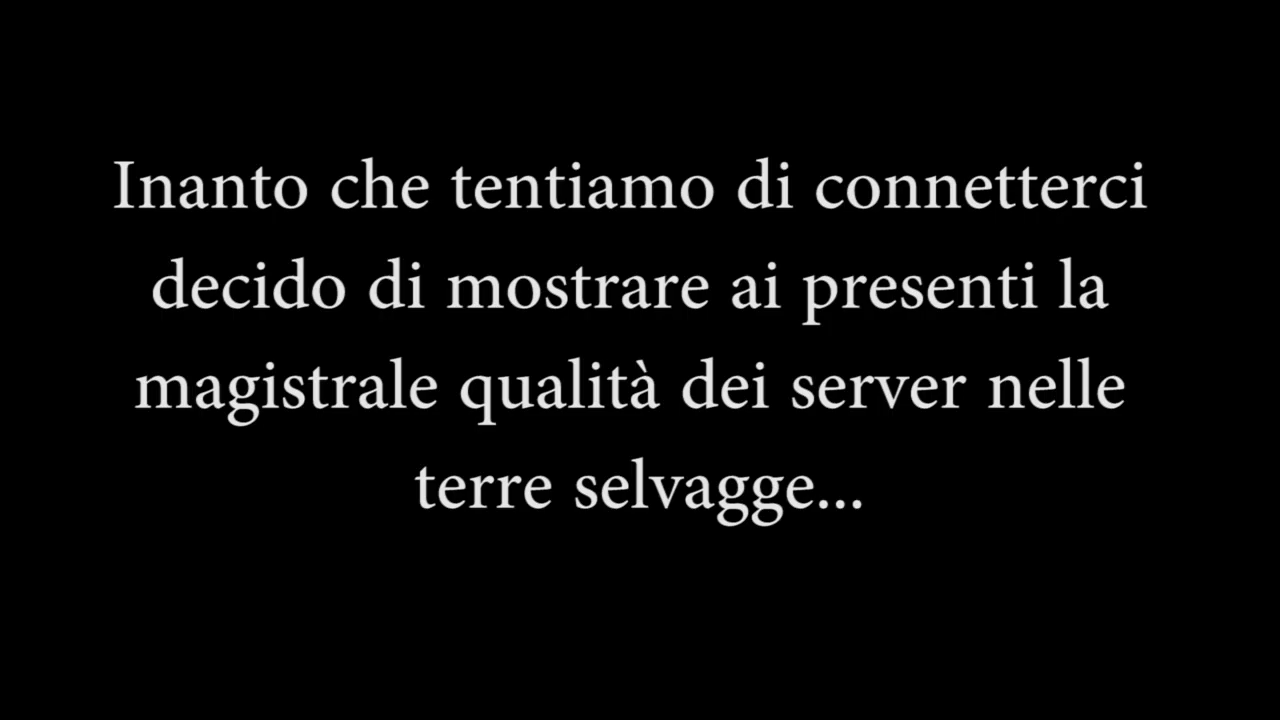 Inanto che tentiamo di connetterci
decido di mostrare ai presenti la
magistrale qualità dei server nelle
terre selvagge...